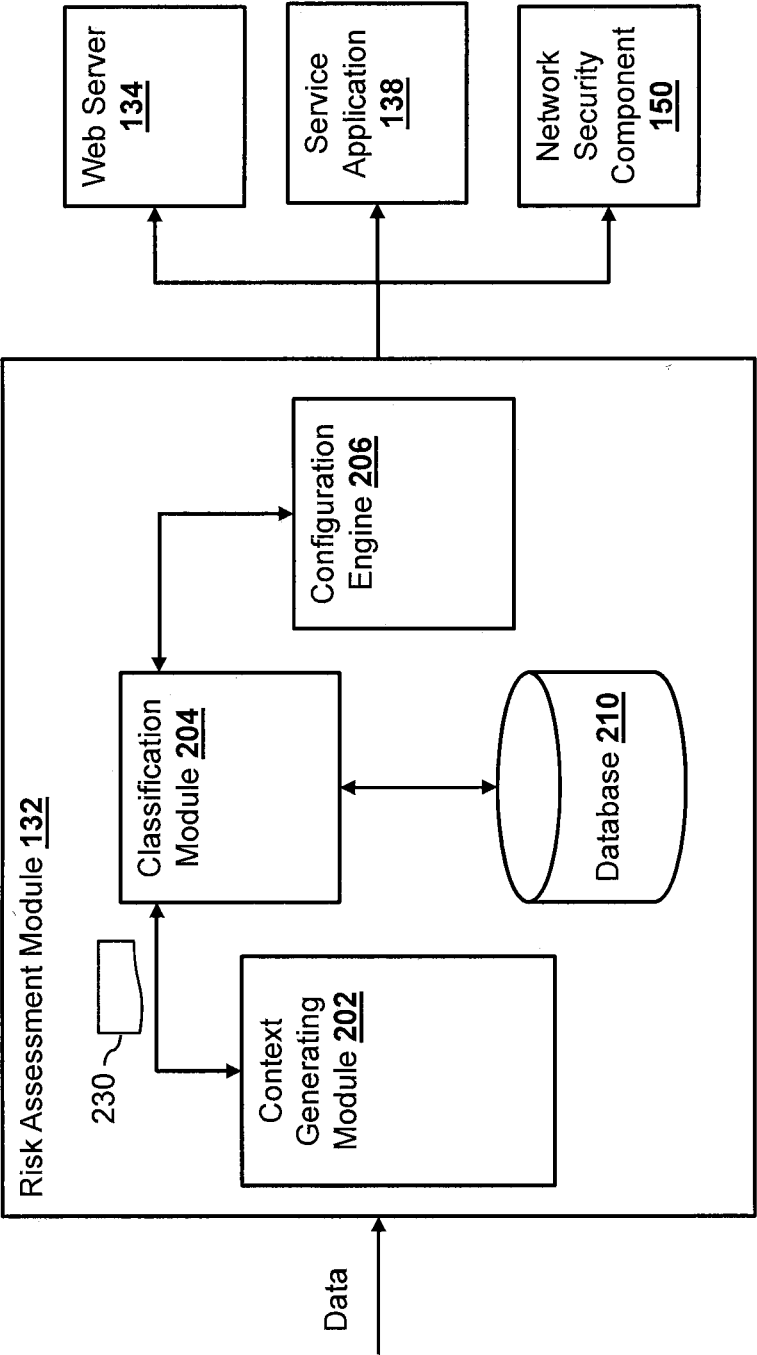 Risk Assessment Module 132
Data
230
Context
Generating
Module 202
Classification
Module 204
Database 210
Configuration
Engine 206
Web Server
134
Service
Application
138
Network
Security
Component
150